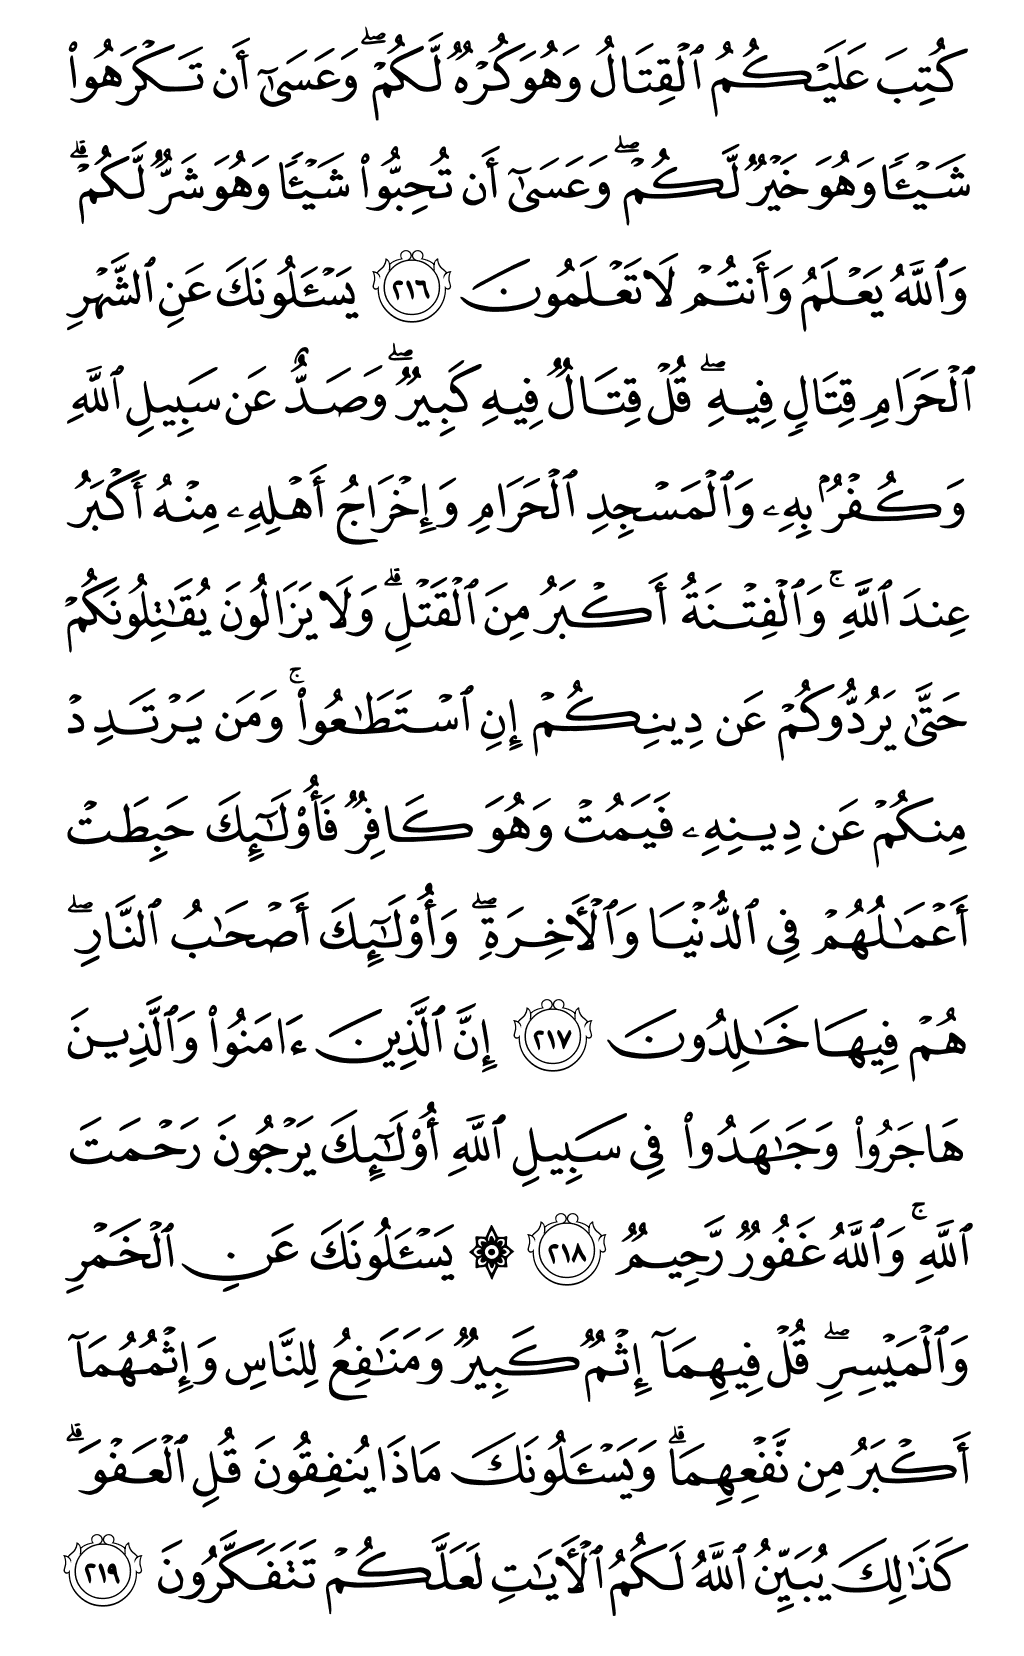 كُتِبَ عَلَيۡكُمُ ٱلۡقِتَالُ وَهُوَ كُرۡهٞ لَّكُمۡۖ وَعَسَىٰٓ أَن تَكۡرَهُواْ
شَيۡـٔٗا وَهُوَ خَيۡرٞ لَّكُمۡۖ وَعَسَىٰٓ أَن تُحِبُّواْ شَيۡـٔٗا وَهُوَ شَرّٞ لَّكُمۡۚ
وَٱللَّهُ يَعۡلَمُ وَأَنتُمۡ لَا تَعۡلَمُونَ ٢١٦ يَسۡـَٔلُونَكَ عَنِ ٱلشَّهۡرِ
ٱلۡحَرَامِ قِتَالٖ فِيهِۖ قُلۡ قِتَالٞ فِيهِ كَبِيرٞۖ وَصَدٌّ عَن سَبِيلِ ٱللَّهِ
وَكُفۡرُۢ بِهِۦ وَٱلۡمَسۡجِدِ ٱلۡحَرَامِ وَإِخۡرَاجُ أَهۡلِهِۦ مِنۡهُ أَكۡبَرُ
عِندَ ٱللَّهِۚ وَٱلۡفِتۡنَةُ أَكۡبَرُ مِنَ ٱلۡقَتۡلِۗ وَلَا يَزَالُونَ يُقَٰتِلُونَكُمۡ
حَتَّىٰ يَرُدُّوكُمۡ عَن دِينِكُمۡ إِنِ ٱسۡتَطَٰعُواْۚ وَمَن يَرۡتَدِدۡ
مِنكُمۡ عَن دِينِهِۦ فَيَمُتۡ وَهُوَ كَافِرٞ فَأُوْلَٰٓئِكَ حَبِطَتۡ
أَعۡمَٰلُهُمۡ فِي ٱلدُّنۡيَا وَٱلۡأٓخِرَةِۖ وَأُوْلَٰٓئِكَ أَصۡحَٰبُ ٱلنَّارِۖ
هُمۡ فِيهَا خَٰلِدُونَ ٢١٧ إِنَّ ٱلَّذِينَ ءَامَنُواْ وَٱلَّذِينَ
هَاجَرُواْ وَجَٰهَدُواْ فِي سَبِيلِ ٱللَّهِ أُوْلَٰٓئِكَ يَرۡجُونَ رَحۡمَتَ
ٱللَّهِۚ وَٱللَّهُ غَفُورٞ رَّحِيمٞ ٢١٨ ۞ يَسۡـَٔلُونَكَ عَنِ ٱلۡخَمۡرِ
وَٱلۡمَيۡسِرِۖ قُلۡ فِيهِمَآ إِثۡمٞ كَبِيرٞ وَمَنَٰفِعُ لِلنَّاسِ وَإِثۡمُهُمَآ
أَكۡبَرُ مِن نَّفۡعِهِمَاۗ وَيَسۡـَٔلُونَكَ مَاذَا يُنفِقُونَ قُلِ ٱلۡعَفۡوَۗ
كَذَٰلِكَ يُبَيِّنُ ٱللَّهُ لَكُمُ ٱلۡأٓيَٰتِ لَعَلَّكُمۡ تَتَفَكَّرُونَ ٢١٩